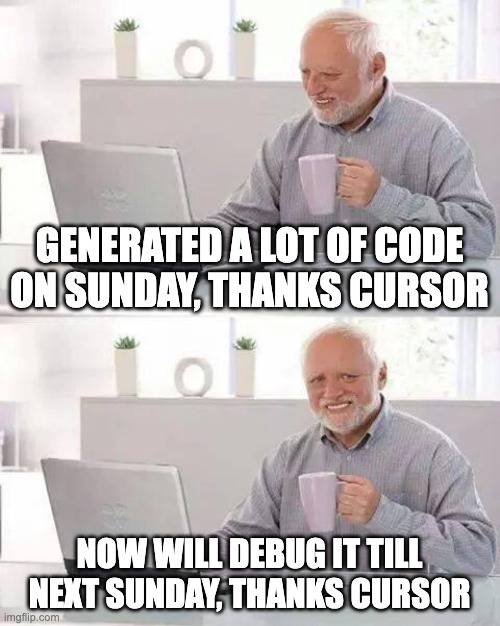 GENERATED A LOT OF CODE
ON SUNDAY, THANKS CURSOR
NOW WILL DEBUG IT TILL
NEXT SUNDAY, THANKS CURSOR
imgflip.com